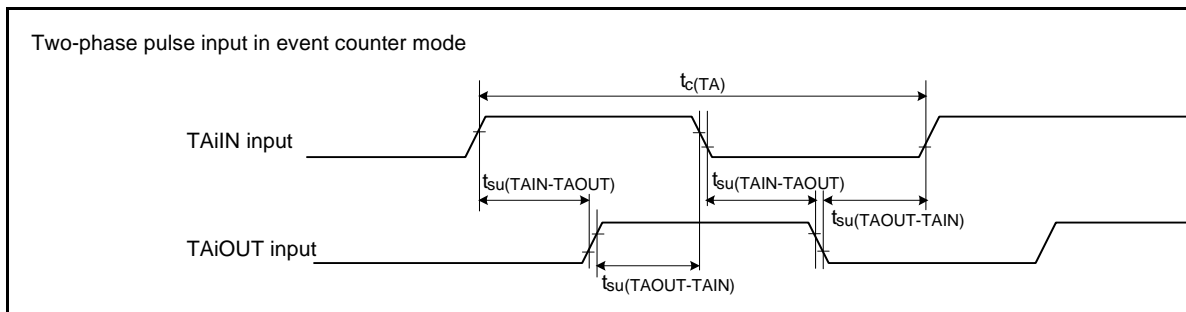 Two-phase pulse input in event counter mode
tc(TA)
TAiIN input
tsu(TAIN-TAOUT)
tsu(TAIN-TAOUT)
tsu(TAOUT-TAIN)
TAiOUT input
tsu(TAOUT-TAIN)